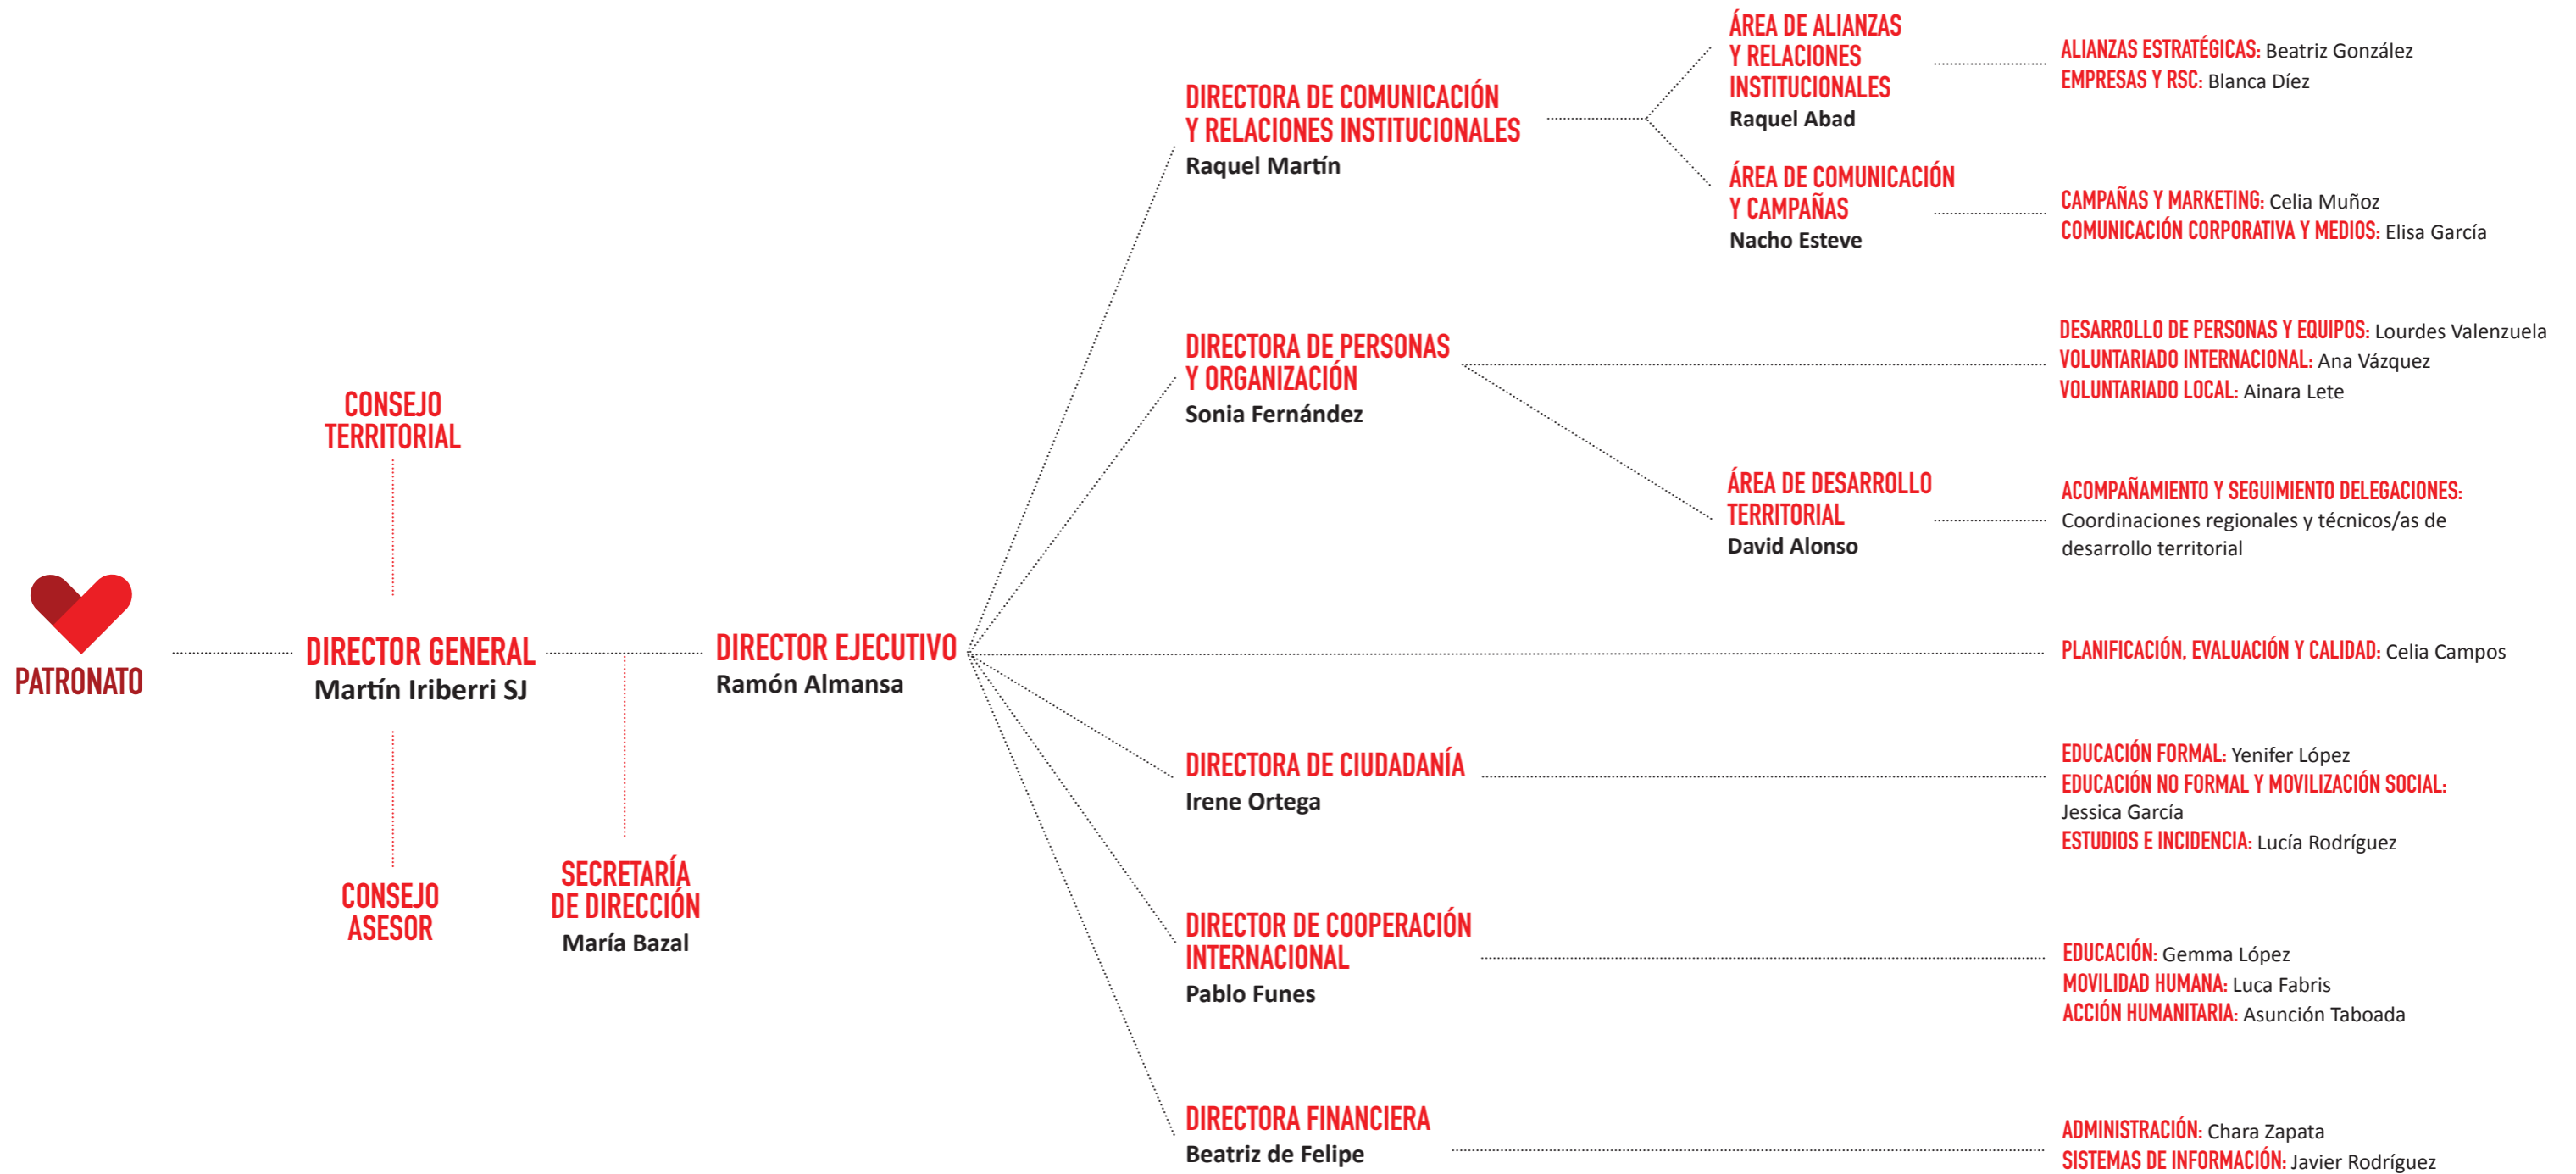 PATRONATO
CONSEJO
TERRITORIAL
DIRECTOR GENERAL
Martín Iriberri SJ
CONSEJO
ASESOR
SECRETARÍA
DE DIRECCIÓN
María Bazal
DIRECTOR EJECUTIVO
Ramón Almansa
DIRECTORA DE COMUNICACIÓN
Y RELACIONES INSTITUCIONALES
Raquel Martín
ÁREA DE ALIANZAS
Y RELACIONES
INSTITUCIONALES
Raquel Abad
ALIANZAS ESTRATÉGICAS: Beatriz González
EMPRESAS Y RSC: Blanca Díez
ÁREA DE COMUNICACIÓN
Y CAMPAÑAS
Nacho Esteve
CAMPAÑAS Y MARKETING: Celia Muñoz
COMUNICACIÓN CORPORATIVA Y MEDIOS: Elisa García
DIRECTORA DE PERSONAS
Y ORGANIZACIÓN
Sonia Fernández
DESARROLLO DE PERSONAS Y EQUIPOS: Lourdes Valenzuela
VOLUNTARIADO INTERNACIONAL: Ana Vázquez
VOLUNTARIADO LOCAL: Ainara Lete
ÁREA DE DESARROLLO
TERRITORIAL
David Alonso
ACOMPAÑAMIENTO Y SEGUIMIENTO DELEGACIONES:
Coordinaciones regionales y técnicos/as de
desarrollo territorial
PLANIFICACIÓN, EVALUACIÓN Y CALIDAD: Celia Campos
DIRECTORA DE CIUDADANÍA
Irene Ortega
EDUCACIÓN FORMAL: Yenifer López
EDUCACIÓN NO FORMAL Y MOVILIZACIÓN SOCIAL:
Jessica García
ESTUDIOS E INCIDENCIA: Lucía Rodríguez
DIRECTOR DE COOPERACIÓN
INTERNACIONAL
Pablo Funes
EDUCACIÓN: Gemma López
MOVILIDAD HUMANA: Luca Fabris
ACCIÓN HUMANITARIA: Asunción Taboada
DIRECTORA FINANCIERA
Beatriz de Felipe
ADMINISTRACIÓN: Chara Zapata
SISTEMAS DE INFORMACIÓN: Javier Rodríguez